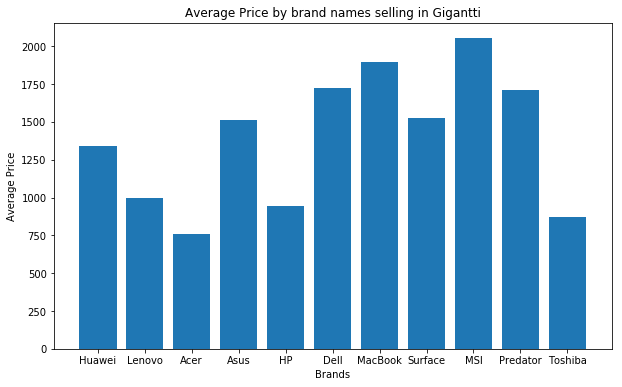 Average Price by brand names selling in Gigantti
2000
1750
1500
1250
1000
750
500
250
0
Average Price
Huawei Lenovo Acer Asus HP Dell MacBook Surface MSI Predator Toshiba
Brands